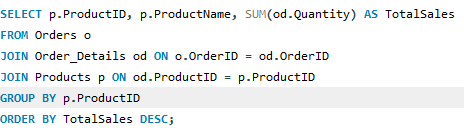 SELECT p.ProductID, p.ProductName, SUM(od.Quantity) AS TotalSales
FROM Orders o
JOIN Order_Details od ON o.OrderID = od.OrderID
JOIN Products p ON od.ProductID = p.ProductID
GROUP BY p.ProductID
ORDER BY TotalSales DESC;